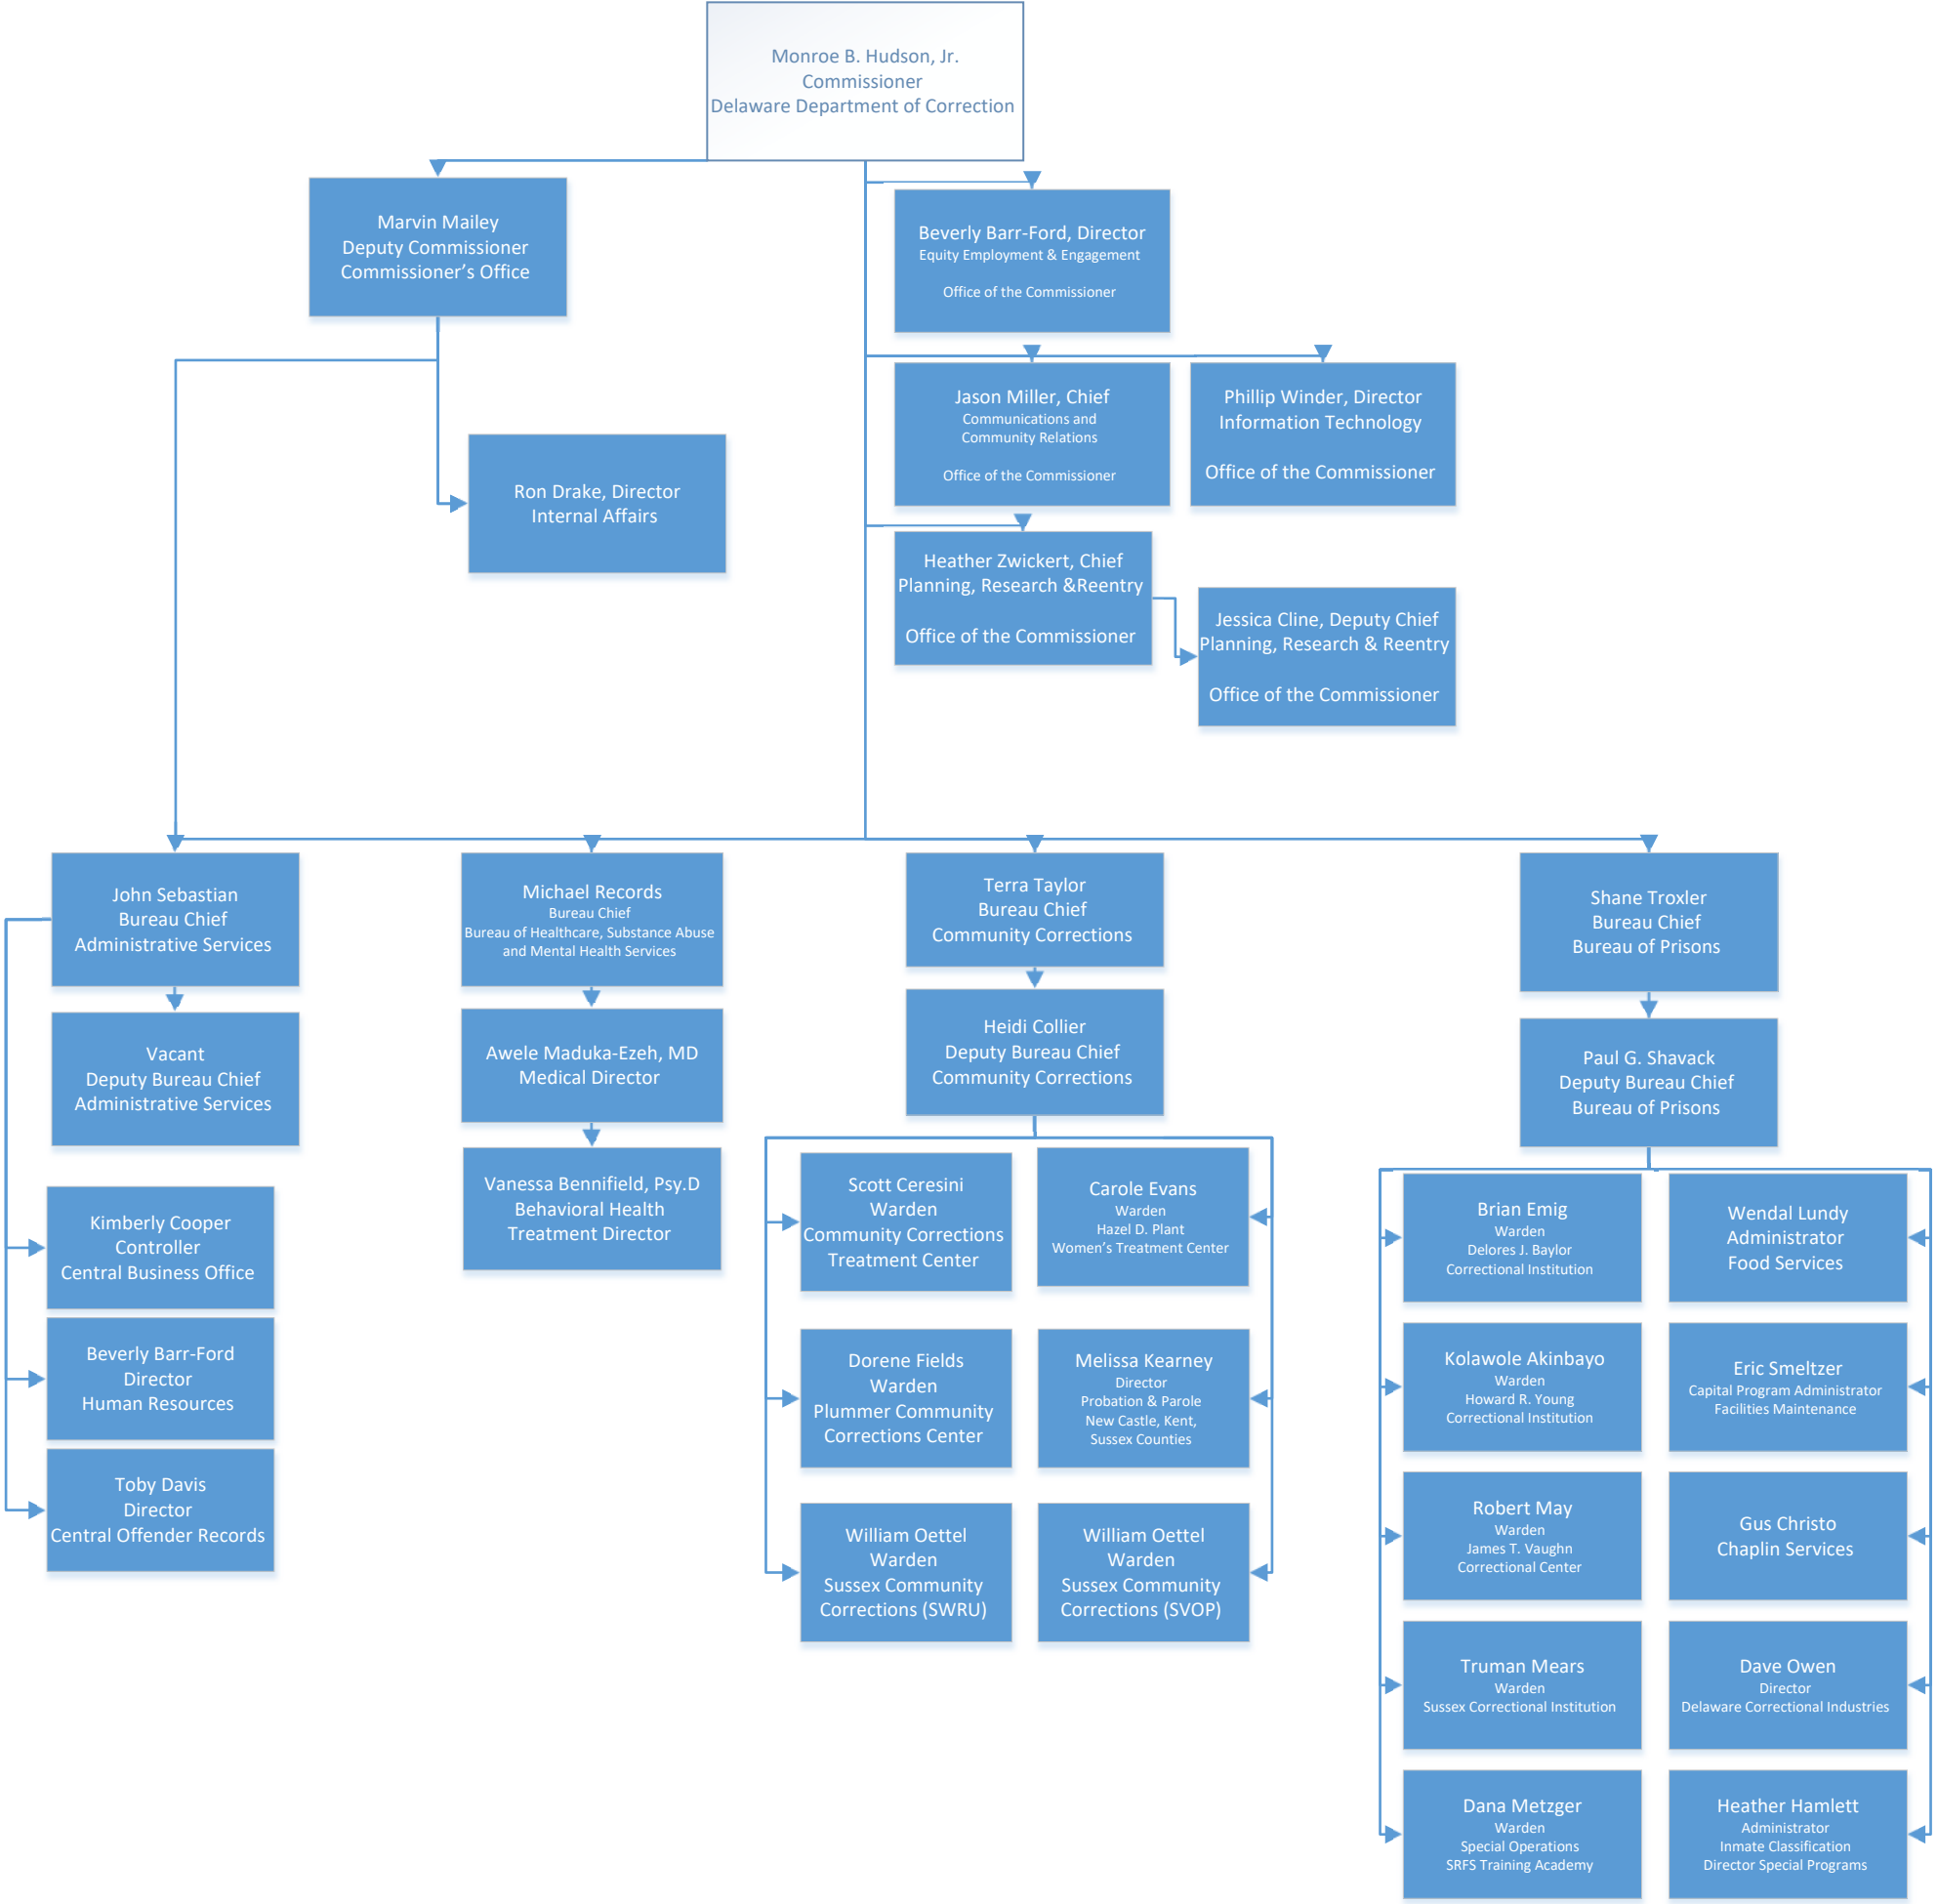 Monroe B. Hudson, Jr.
Commissioner
Delaware Department of Correction
Marvin Mailey
Deputy Commissioner
Commissioner's Office
Beverly Barr-Ford, Director
Equity Employment & Engagement
Office of the Commissioner
Jason Miller, Chief
Communications and
Community Relations
Office of the Commissioner
Phillip Winder, Director
Information Technology
Office of the Commissioner
Ron Drake, Director
Internal Affairs
Heather Zwickert, Chief
Planning, Research &Reentry
Office of the Commissioner
Jessica Cline, Deputy Chief
Planning, Research & Reentry
Office of the Commissioner
John Sebastian
Bureau Chief
Administrative Services
Vacant
Deputy Bureau Chief
Administrative Services
Kimberly Cooper
Controller
Central Business Office
Beverly Barr-Ford
Director
Human Resources
Toby Davis
Director
Central Offender Records
Michael Records
Bureau Chief
Bureau of Healthcare, Substance Abuse
and Mental Health Services
Awele Maduka-Ezeh, MD
Medical Director
Vanessa Bennifield, Psy.D
Behavioral Health
Treatment Director
Terra Taylor
Bureau Chief
Community Corrections
Heidi Collier
Deputy Bureau Chief
Community Corrections
Scott Ceresini
Warden
Community Corrections
Treatment Center
Carole Evans
Warden
Hazel D. Plant
Women's Treatment Center
Dorene Fields
Warden
Plummer Community
Corrections Center
Melissa Kearney
Director
Probation & Parole
New Castle, Kent,
Sussex Counties
William Oettel
Warden
Sussex Community
Corrections (SWRU)
William Oettel
Warden
Sussex Community
Corrections (SVOP)
Shane Troxler
Bureau Chief
Bureau of Prisons
Paul G. Shavack
Deputy Bureau Chief
Bureau of Prisons
Brian Emig
Warden
Delores J. Baylor
Correctional Institution
Wendal Lundy
Administrator
Food Services
Kolawole Akinbayo
Warden
Howard R. Young
Correctional Institution
Eric Smeltzer
Capital Program Administrator
Facilities Maintenance
Robert May
Warden
James T. Vaughn
Correctional Center
Gus Christo
Chaplin Services
Truman Mears
Warden
Sussex Correctional Institution
Dave Owen
Director
Delaware Correctional Industries
Dana Metzger
Warden
Special Operations
SRFS Training Academy
Heather Hamlett
Administrator
Inmate Classification
Director Special Programs